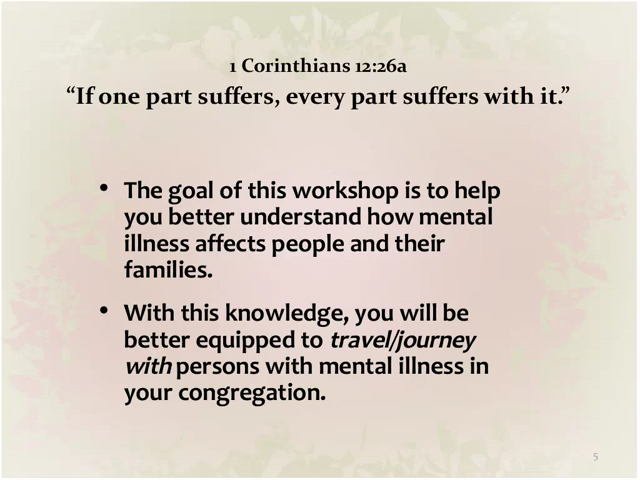 1 Corinthians 12:26a
“If one part suffers, every part suffers with it.”
• The goal of this workshop is to help
you better understand how mental
illness affects people and their
families.
• With this knowledge, you will be
better equipped to travel/journey
with persons with mental illness in
your congregation.
5